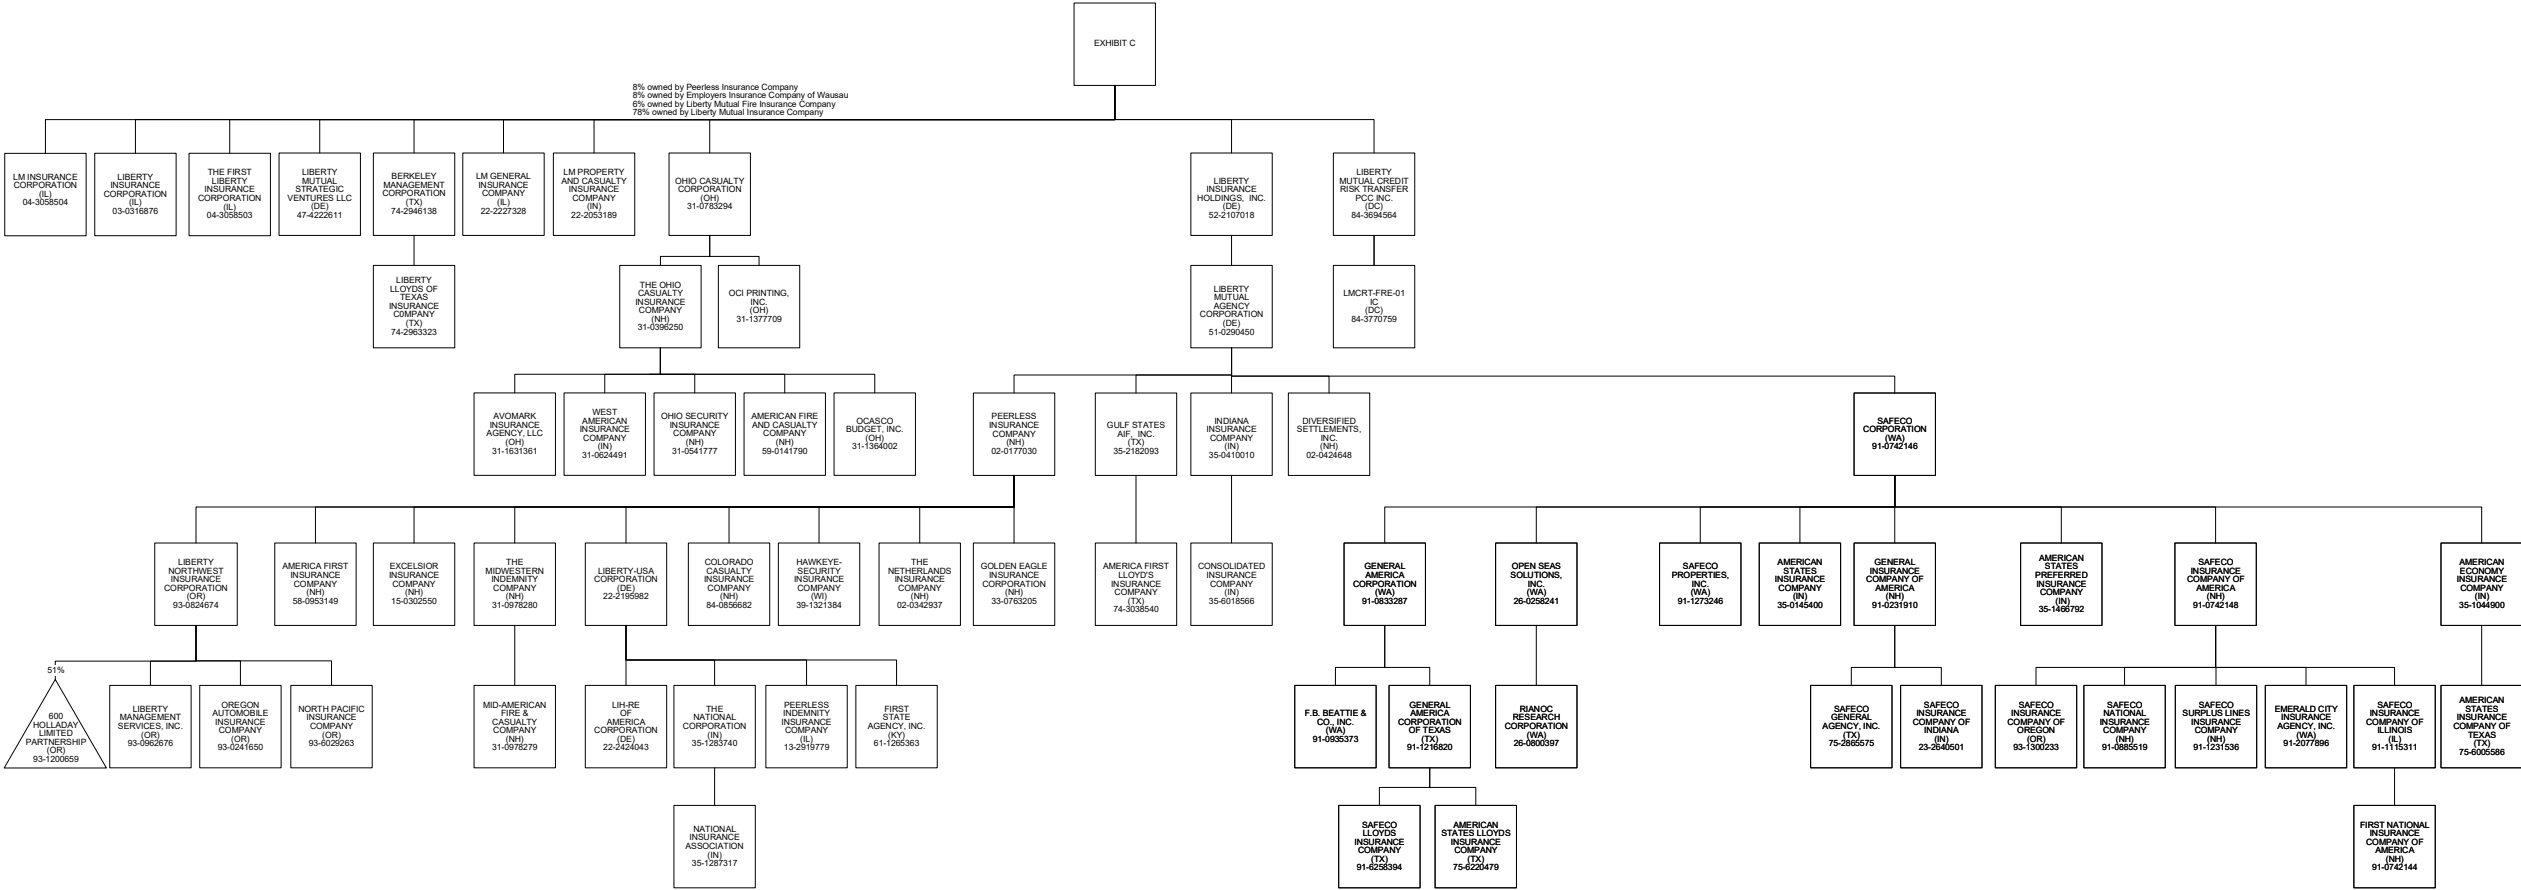 EXHIBIT C
8% owned by Peerless Insurance Company
8% owned by Employers Insurance Company of Wausau
6% owned by Liberty Mutual Fire Insurance Company
78% owned by Liberty Mutual Insurance Company
LM INSURANCE
CORPORATION
(IL)
04-3058504
LIBERTY
INSURANCE
CORPORATION
(IL)
03-0316876
THE FIRST
LIBERTY
INSURANCE
CORPORATION
(IL)
04-3058503
LIBERTY
MUTUAL
STRATEGIC
VENTURES LLC
(DE)
47-4222611
BERKELEY
MANAGEMENT
CORPORATION
(TX)
74-2946138
LM GENERAL
INSURANCE
COMPANY
(IL)
22-2227328
LM PROPERTY
AND CASUALTY
INSURANCE
COMPANY
(IN)
22-2053189
OHIO CASUALTY
CORPORATION
(OH)
31-0783294
LIBERTY
INSURANCE
HOLDINGS, INC.
(DE)
52-2107018
LIBERTY
MUTUAL CREDIT
RISK TRANSFER
PCC INC.
(DC)
84-3694564
LIBERTY
LLOYDS OF
TEXAS
INSURANCE
C0MPANY
(TX)
74-2963323
THE OHIO
CASUALTY
INSURANCE
COMPANY
(NH)
31-0396250
OCI PRINTING,
INC.
(OH)
31-1377709
LIBERTY
MUTUAL
AGENCY
CORPORATION
(DE)
51-0290450
LMCRT-FRE-01
IC
(DC)
84-3770759
AVOMARK
INSURANCE
AGENCY, LLC
(OH)
31-1631361
WEST
AMERICAN
INSURANCE
COMPANY
(IN)
31-0624491
OHIO SECURITY
INSURANCE
COMPANY
(NH)
31-0541777
AMERICAN FIRE
AND CASUALTY
COMPANY
(NH)
59-0141790
OCASCO
BUDGET, INC.
(OH)
31-1364002
PEERLESS
INSURANCE
COMPANY
(NH)
02-0177030
GULF STATES
AIF, INC.
(TX)
35-2182093
INDIANA
INSURANCE
COMPANY
(IN)
35-0410010
DIVERSIFIED
SETTLEMENTS,
INC.
(NH)
02-0424648
SAFECO
CORPORATION
(WA)
91-0742146
LIBERTY
NORTHWEST
INSURANCE
CORPORATION
(OR)
93-0824674
AMERICA FIRST
INSURANCE
COMPANY
(NH)
58-0953149
EXCELSIOR
INSURANCE
COMPANY
(NH)
15-0302550
THE
MIDWESTERN
INDEMNITY
COMPANY
(NH)
31-0978280
LIBERTY-USA
CORPORATION
(DE)
22-2195982
COLORADO
CASUALTY
INSURANCE
COMPANY
(NH)
84-0856682
HAWKEYE-
SECURITY
INSURANCE
COMPANY
(WI)
39-1321384
THE
NETHERLANDS
INSURANCE
COMPANY
(NH)
02-0342937
GOLDEN EAGLE
INSURANCE
CORPORATION
(NH)
33-0763205
AMERICA FIRST
LLOYD'S
INSURANCE
COMPANY
(TX)
74-3038540
CONSOLIDATED
INSURANCE
COMPANY
(IN)
35-6018566
GENERAL
AMERICA
CORPORATION
(WA)
91-0833287
OPEN SEAS
SOLUTIONS,
INC.
(WA)
26-0258241
SAFECO
PROPERTIES,
INC.
(WA)
91-1273246
AMERICAN
STATES
INSURANCE
COMPANY
(IN)
35-0145400
GENERAL
INSURANCE
COMPANY OF
AMERICA
(NH)
91-0231910
AMERICAN
STATES
PREFERRED
INSURANCE
COMPANY
(IN)
35-1466792
SAFECO
INSURANCE
COMPANY OF
AMERICA
(NH)
91-0742148
AMERICAN
ECONOMY
INSURANCE
COMPANY
(IN)
35-1044900
51%
600
HOLLADAY
LIMITED
PARTNERSHIP
(OR)
93-1200659
LIBERTY
MANAGEMENT
SERVICES, INC.
(OR)
93-0962676
OREGON
AUTOMOBILE
INSURANCE
COMPANY
(OR)
93-0241650
NORTH PACIFIC
INSURANCE
COMPANY
(OR)
93-6029263
MID-AMERICAN
FIRE &
CASUALTY
COMPANY
(NH)
31-0978279
LIH-RE
OF
AMERICA
CORPORATION
(DE)
22-2424043
THE
NATIONAL
CORPORATION
(IN)
35-1283740
PEERLESS
INDEMNITY
INSURANCE
COMPANY
(IL)
13-2919779
FIRST
STATE
AGENCY, INC.
(KY)
61-1265363
F.B. BEATTIE &
CO., INC.
(WA)
91-0935373
GENERAL
AMERICA
CORPORATION
OF TEXAS
(TX)
91-1216820
RIANOC
RESEARCH
CORPORATION
(WA)
26-0800397
SAFECO
GENERAL
AGENCY, INC.
(TX)
75-2865575
SAFECO
INSURANCE
COMPANY OF
INDIANA
(IN)
23-2640501
SAFECO
INSURANCE
COMPANY OF
OREGON
(OR)
93-1300233
SAFECO
NATIONAL
INSURANCE
COMPANY
(NH)
91-0885519
SAFECO
SURPLUS LINES
INSURANCE
COMPANY
(NH)
91-1231536
EMERALD CITY
INSURANCE
AGENCY, INC.
(WA)
91-2077896
SAFECO
INSURANCE
COMPANY OF
ILLINOIS
(IL)
91-1115311
AMERICAN
STATES
INSURANCE
COMPANY OF
TEXAS
(TX)
75-6005586
NATIONAL
INSURANCE
ASSOCIATION
(IN)
35-1287317
SAFECO
LLOYDS
INSURANCE
COMPANY
(TX)
91-6258394
AMERICAN
STATES LLOYDS
INSURANCE
COMPANY
(TX)
75-6220479
FIRST NATIONAL
INSURANCE
COMPANY OF
AMERICA
(NH)
91-0742144